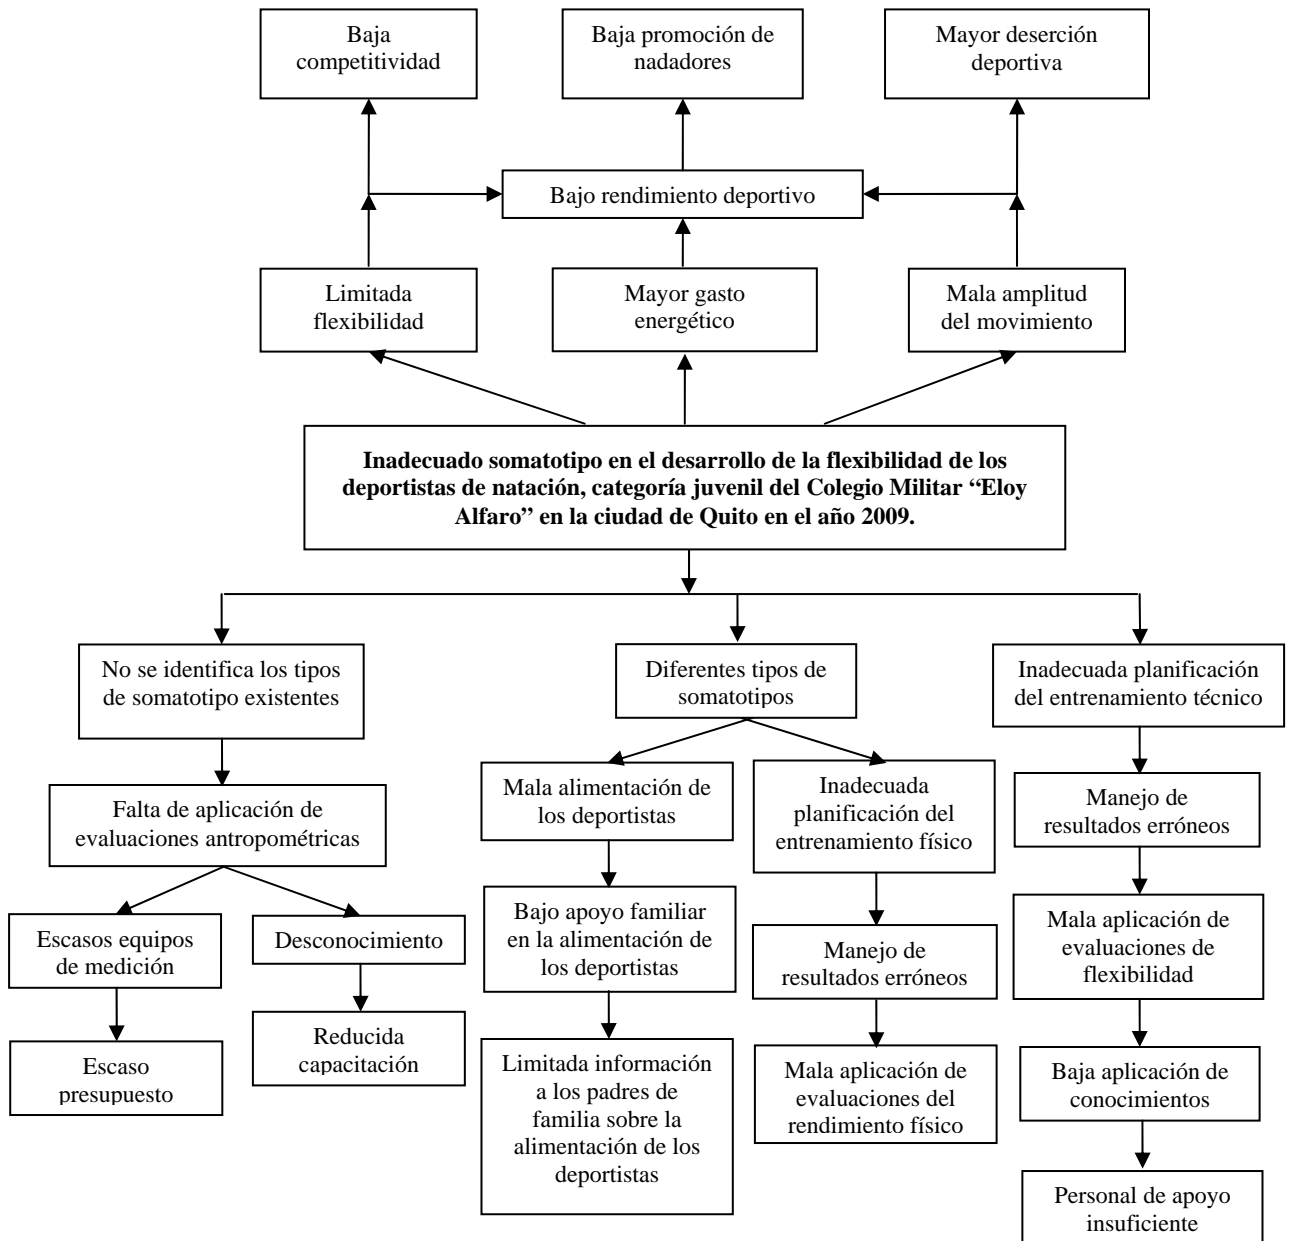 Baja
competitividad
Baja promoción de
nadadores
Mayor deserción
deportiva
Bajo rendimiento deportivo
Limitada
flexibilidad
Mayor gasto
energético
Mala amplitud
del movimiento
Inadecuado somatotipo en el desarrollo de la flexibilidad de los
deportistas de natación, categoría juvenil del Colegio Militar “Eloy
Alfaro” en la ciudad de Quito en el año 2009.
No se identifica los tipos
de somatotipo existentes
Diferentes tipos de
somatotipos
Inadecuada planificación
del entrenamiento técnico
Falta de aplicación de
evaluaciones antropométricas
Mala alimentación de
los deportistas
Inadecuada
planificación del
entrenamiento físico
Manejo de
resultados erróneos
Escasos equipos
de medición
Desconocimiento
Bajo apoyo familiar
en la alimentación de
los deportistas
Manejo de
resultados erróneos
Mala aplicación de
evaluaciones de
flexibilidad
Escaso
presupuesto
Reducida
capacitación
Limitada información
a los padres de
familia sobre la
alimentación de los
deportistas
Mala aplicación de
evaluaciones del
rendimiento físico
Baja aplicación de
conocimientos
Personal de apoyo
insuficiente